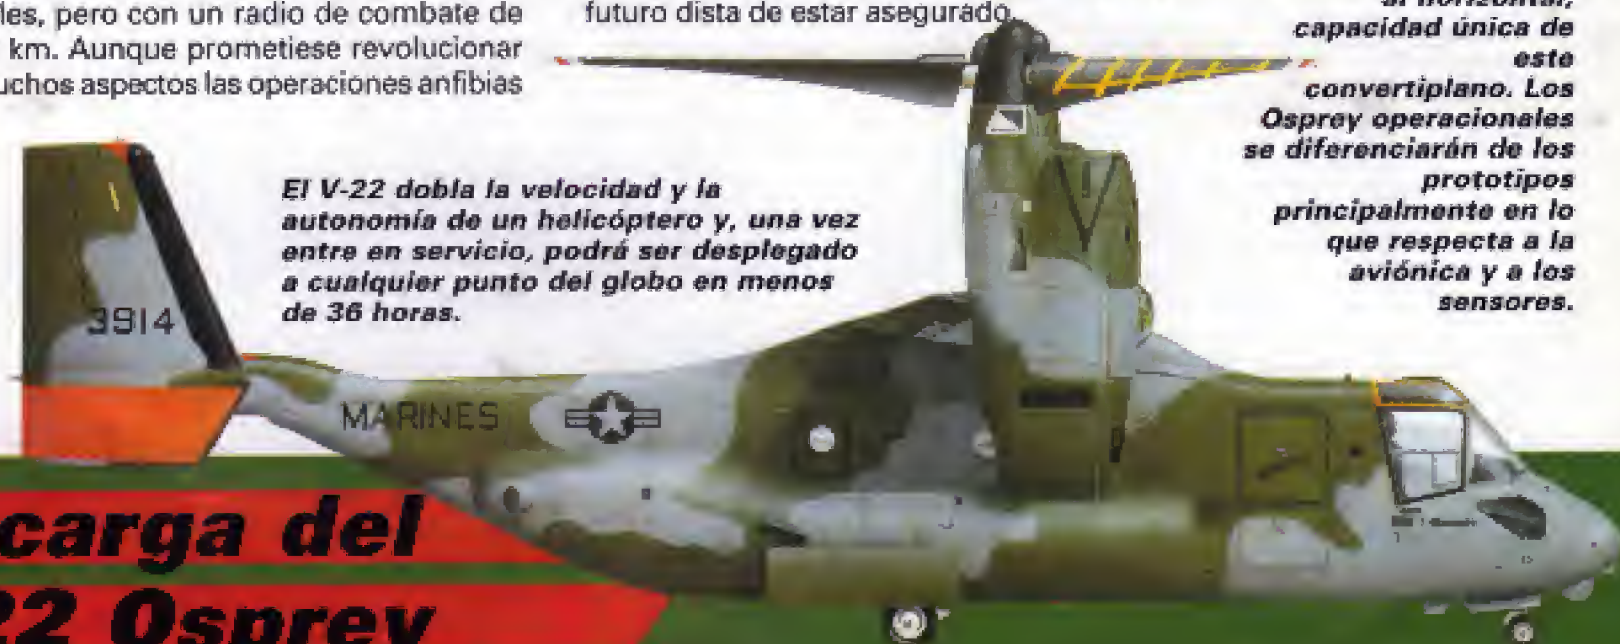 les, pero con un radio de combate de
km. Aunque prometiese revolucionar
uchos aspectos las operaciones anfibias
futuro dista de estar asegurado.
al horizontal,
capacidad única de
este
convertiplano. Los
Osprey operacionales
se diferenciarán de los
prototipos
principalmente en lo
que respecta a la
aviónica y a los
sensores.
El V-22 dobla la velocidad y la
autonomía de un helicóptero y, una vez
entre en servicio, podrá ser desplegado
a cualquier punto del globo en menos
de 36 horas.
3914
MARINES
carga del
22 Osprey